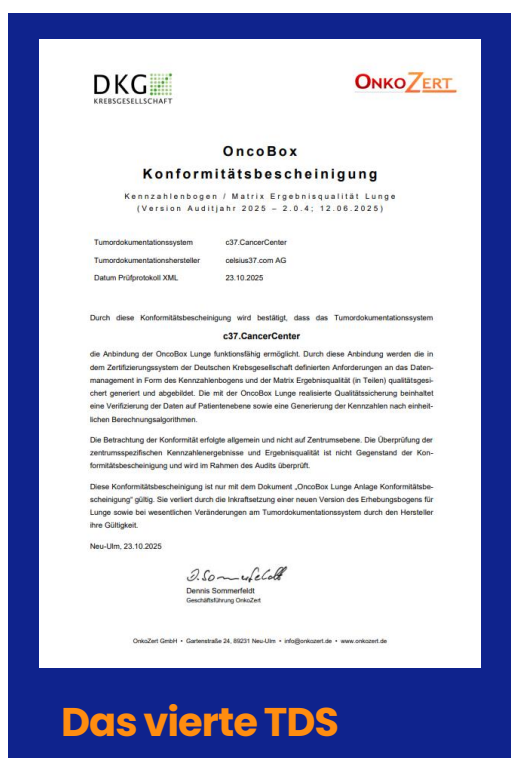 DKG
KREBSGESELLSCHAFT
ONKOZERT
OncoBox
Konformitätsbescheinigung
Kennzahlenbogen / Matrix Ergebnisqualität Lunge
(Version Auditjahr 2025 – 2.0.4; 12.06.2025)
Tumordokumentationssystem c37.CancerCenter
Tumordokumentationshersteller celsius37.com AG
Datum Prüfprotokoll XML 23.10.2025
Durch diese Konformitätsbescheinigung wird bestätigt, dass das Tumordokumentationssystem
c37.CancerCenter
die Anbindung der OncoBox Lunge funktionsfähig ermöglicht. Durch diese Anbindung werden die in
dem Zertifizierungssystem der Deutschen Krebsgesellschaft definierten Anforderungen an das Daten-
management in Form des Kennzahlenbogens und der Matrix Ergebnisqualität (in Teilen) qualitätsgesi-
chert generiert und abgebildet. Die mit der OncoBox Lunge realisierte Qualitätssicherung beinhaltet
eine Verifizierung der Daten auf Patientenebene sowie eine Generierung der Kennzahlen nach einheit-
lichen Berechnungsalgorithmen.
Die Betrachtung der Konformität erfolgte allgemein und nicht auf Zentrumsebene. Die Überprüfung der
zentrumsspezifischen Kennzahlenergebnisse und Ergebnisqualität ist nicht Gegenstand der Kon-
formitätsbescheinigung und wird im Rahmen des Audits überprüft.
Diese Konformitätsbescheinigung ist nur mit dem Dokument „OncoBox Lunge Anlage Konformitätsbe-
scheinigung" gültig. Sie verliert durch die Inkraftsetzung einer neuen Version des Erhebungsbogens für
Lunge sowie bei wesentlichen Veränderungen am Tumordokumentationssystem durch den Hersteller
ihre Gültigkeit.
Neu-Ulm, 23.10.2025
D. Sommerfeldt
Dennis Sommerfeldt
Geschäftsführung OnkoZert
OnkoZert GmbH • Gartenstraße 24, 89231 Neu-Ulm • info@onkozert.de • www.onkozert.de
Das vierte TDS